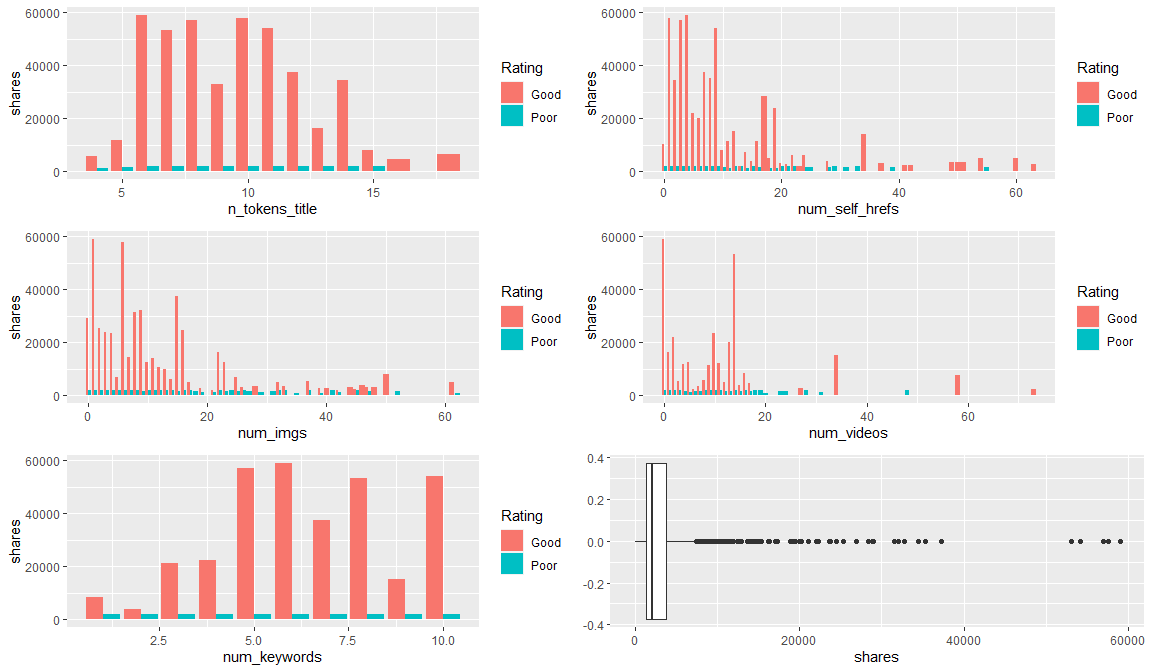 60000
40000
20000
0
shares
5
10
15
n_tokens_title
Rating
Good
Poor
60000
40000
20000
0
shares
0
20
40
60
num_self_hrefs
Rating
Good
Poor
60000
40000
20000
0
shares
0
20
40
60
num_imgs
Rating
Good
Poor
60000
40000
20000
0
shares
0
20
40
60
num_videos
Rating
Good
Poor
60000
40000
20000
0
shares
2.5
5.0
7.5
10.0
num_keywords
Rating
Good
Poor
0.4
0.2
0.0
-0.2
-0.4
0
20000
40000
60000
shares